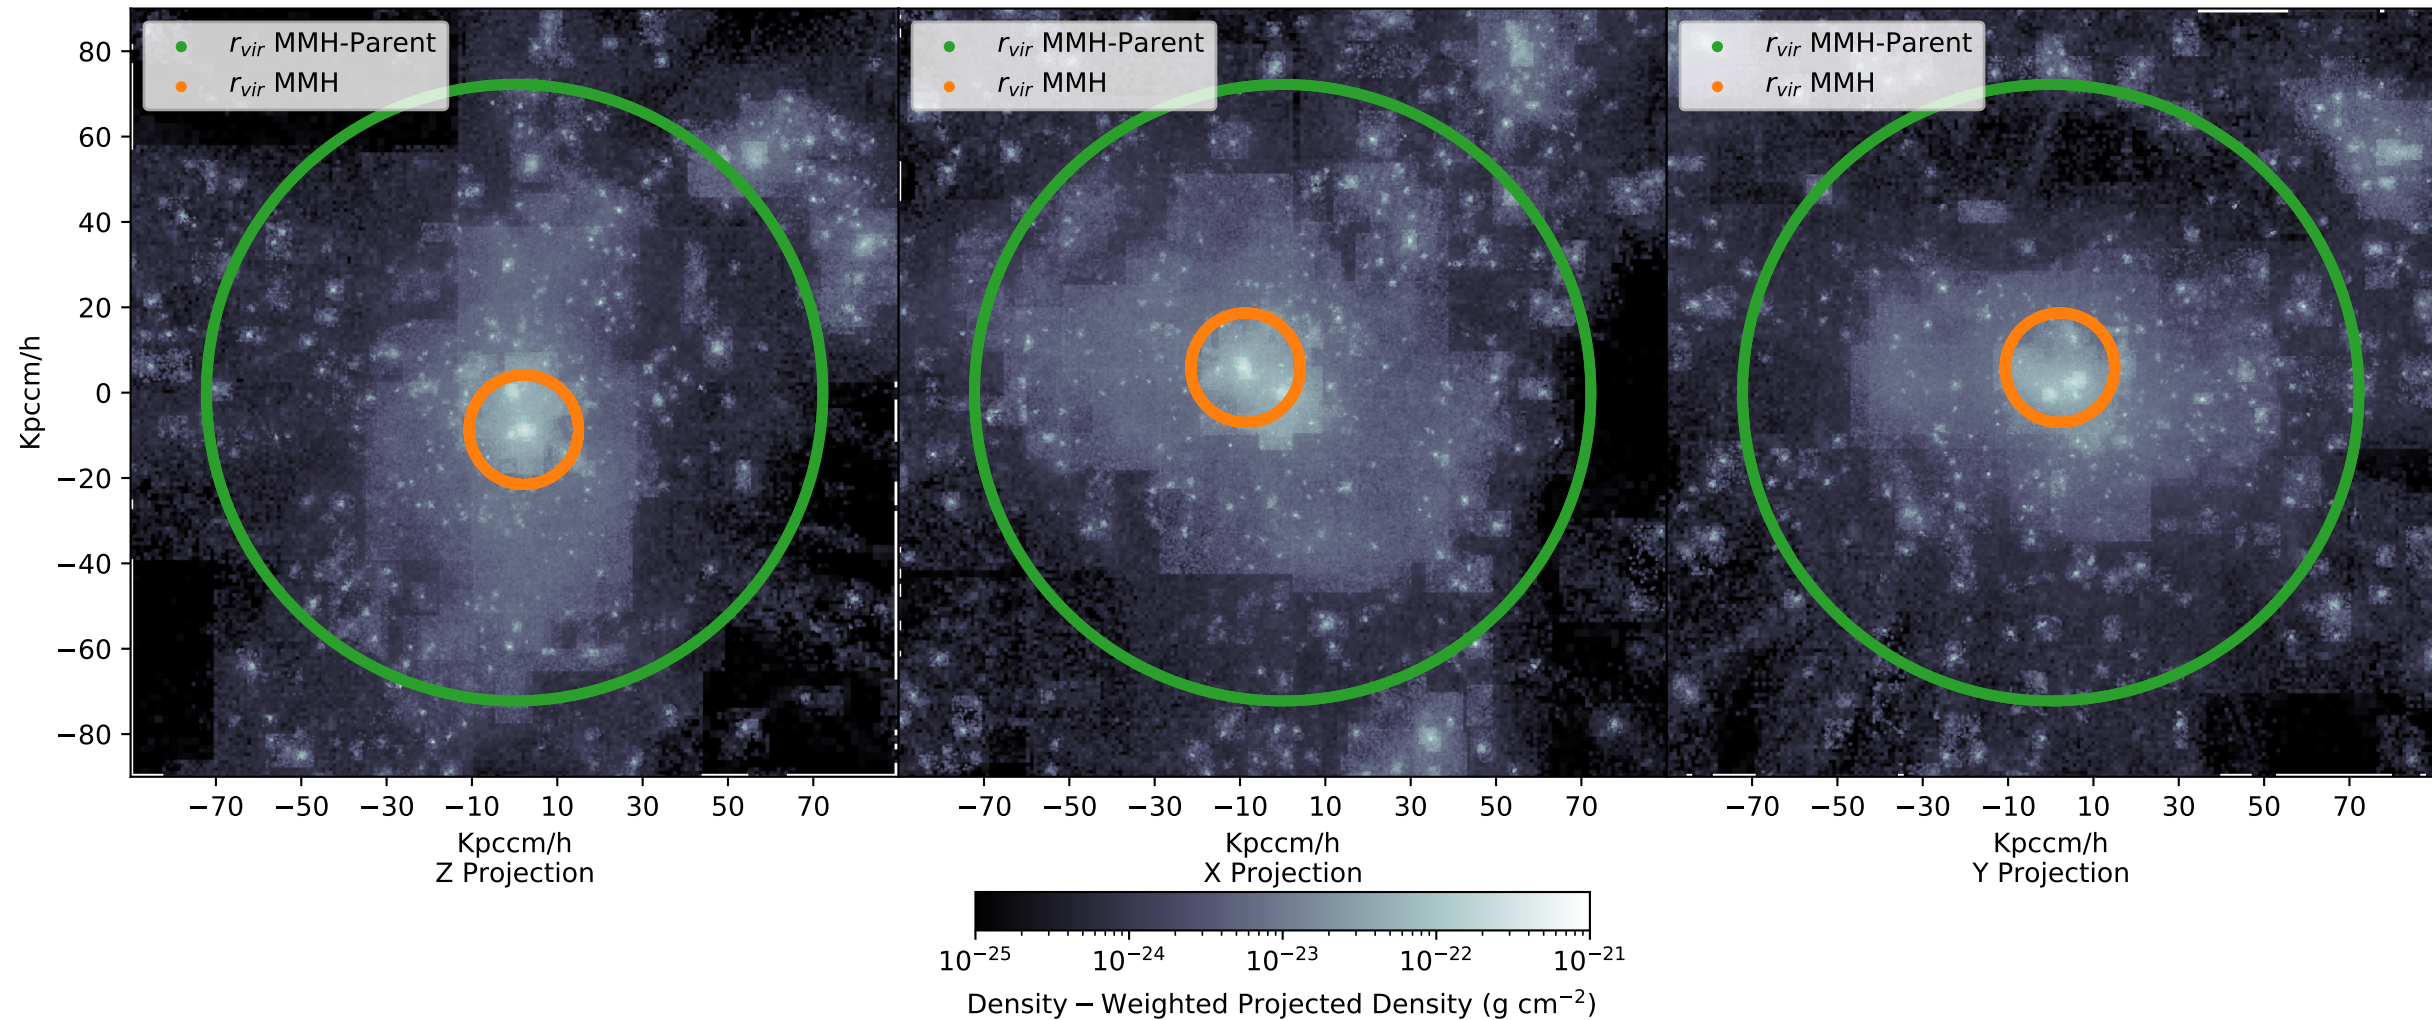 r_vir MMH-Parent
r_vir MMH
r_vir MMH-Parent
r_vir MMH
r_vir MMH-Parent
r_vir MMH
80
60
40
20
0
−20
−40
−60
−80
Kpccm/h
−70 −50 −30 −10 10 30 50 70
−70 −50 −30 −10 10 30 50 70
−70 −50 −30 −10 10 30 50 70
Kpccm/h
Z Projection
Kpccm/h
X Projection
Kpccm/h
Y Projection
10⁻²⁵ 10⁻²⁴ 10⁻²³ 10⁻²² 10⁻²¹
Density − Weighted Projected Density (g cm⁻²)